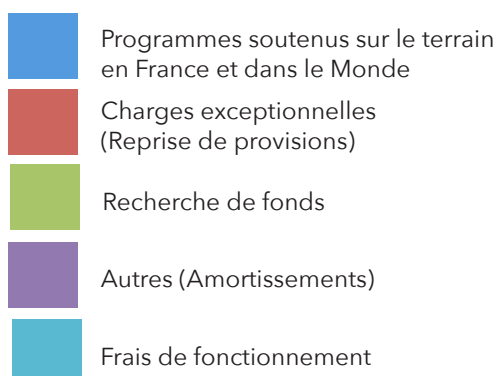 Programmes soutenus sur le terrain
en France et dans le Monde
Charges exceptionnelles
(Reprise de provisions)
Recherche de fonds
Autres (Amortissements)
Frais de fonctionnement